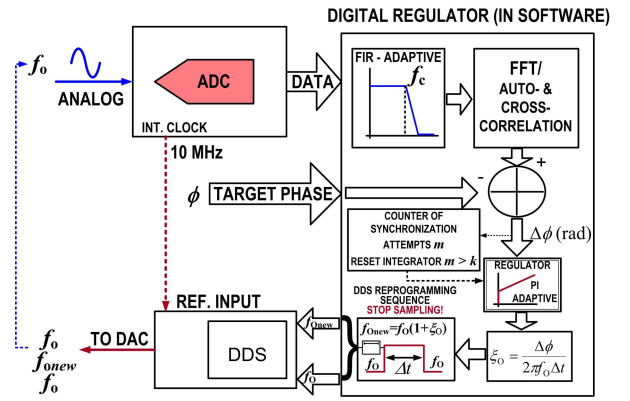 DIGITAL REGULATOR (IN SOFTWARE)
fo
ANALOG
ADC
INT. CLOCK
10 MHz
DATA
FIR - ADAPTIVE
fc
FFT/
AUTO- &
CROSS-
CORRELATION
+
-
ϕ
TARGET PHASE
COUNTER OF
SYNCHRONIZATION
ATTEMPTS m
RESET INTEGRATOR m > k
Δϕ (rad)
REGULATOR
PI
ADAPTIVE
DDS REPROGRAMMING
SEQUENCE
STOP SAMPLING!
REF. INPUT
DDS
fOnew
fO
fOnew=fO(1+ξO)
fO Δt fO
ξO = Δϕ / 2πfOΔt
TO DAC
fo
fonew
fo